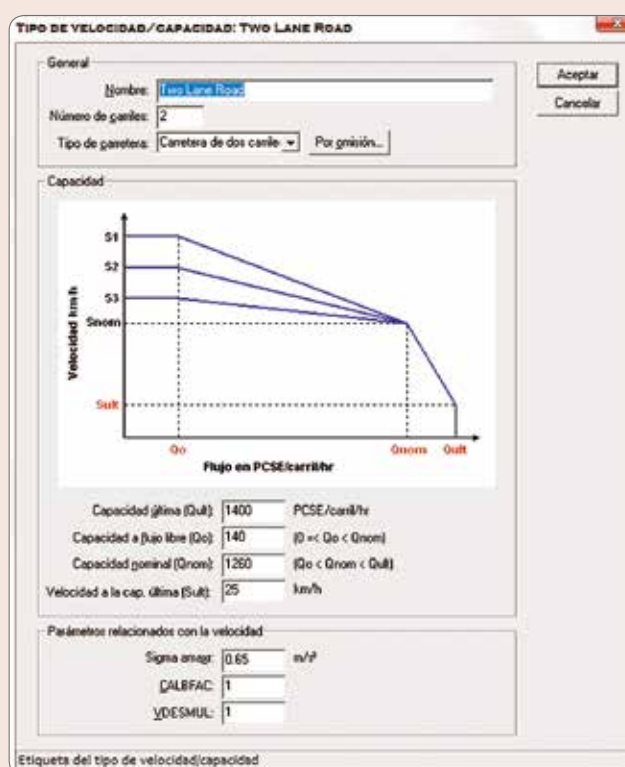 TIPO DE VELOCIDAD/CAPACIDAD: TWO LANE ROAD
General
Nombre: Two Lane Road
Aceptar
Número de carriles: 2
Cancelar
Tipo de carretera: Carretera de dos carrile
Por omisión...
Capacidad
Velocidad km/h
S1
S2
S3
Snom
Sult
Qo
Qnom
Qult
Flujo en PCSE/carril/hr
Capacidad última (Qult): 1400 PCSE/carril/hr
Capacidad a flujo libre (Qo): 140 (0 =< Qo < Qnom)
Capacidad nominal (Qnom): 1260 (Qo < Qnom < Qult)
Velocidad a la cap. última (Sult): 25 km/h
Parámetros relacionados con la velocidad
Sigma amaxr: 0.65 m/s²
CALBFAC: 1
VDESMUL: 1
Etiqueta del tipo de velocidad/capacidad